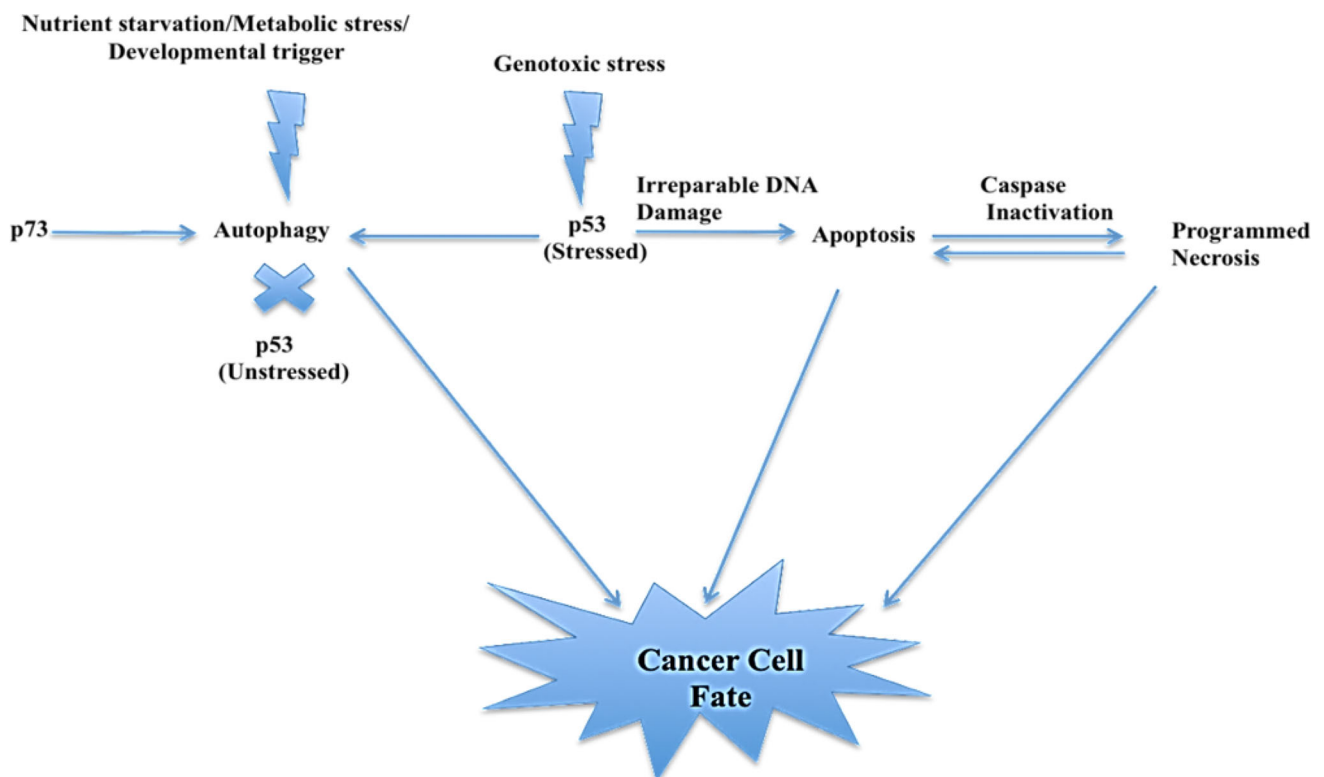 Nutrient starvation/Metabolic stress/
Developmental trigger
Genotoxic stress
p73
Autophagy
p53
(Stressed)
Irreparable DNA
Damage
Apoptosis
Caspase
Inactivation
Programmed
Necrosis
p53
(Unstressed)
Cancer Cell
Fate